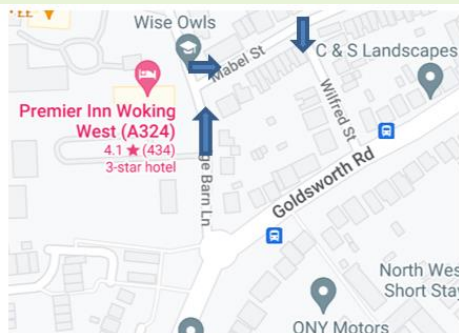 EE
Wise Owls
Mabel St
C & S Landscapes
Premier Inn Woking
West (A324)
4.1 ★ (434)
3-star hotel
Wilfred St
ge Barn Ln
Goldsworth Rd
North Wes
Short Stay
ONY Motors